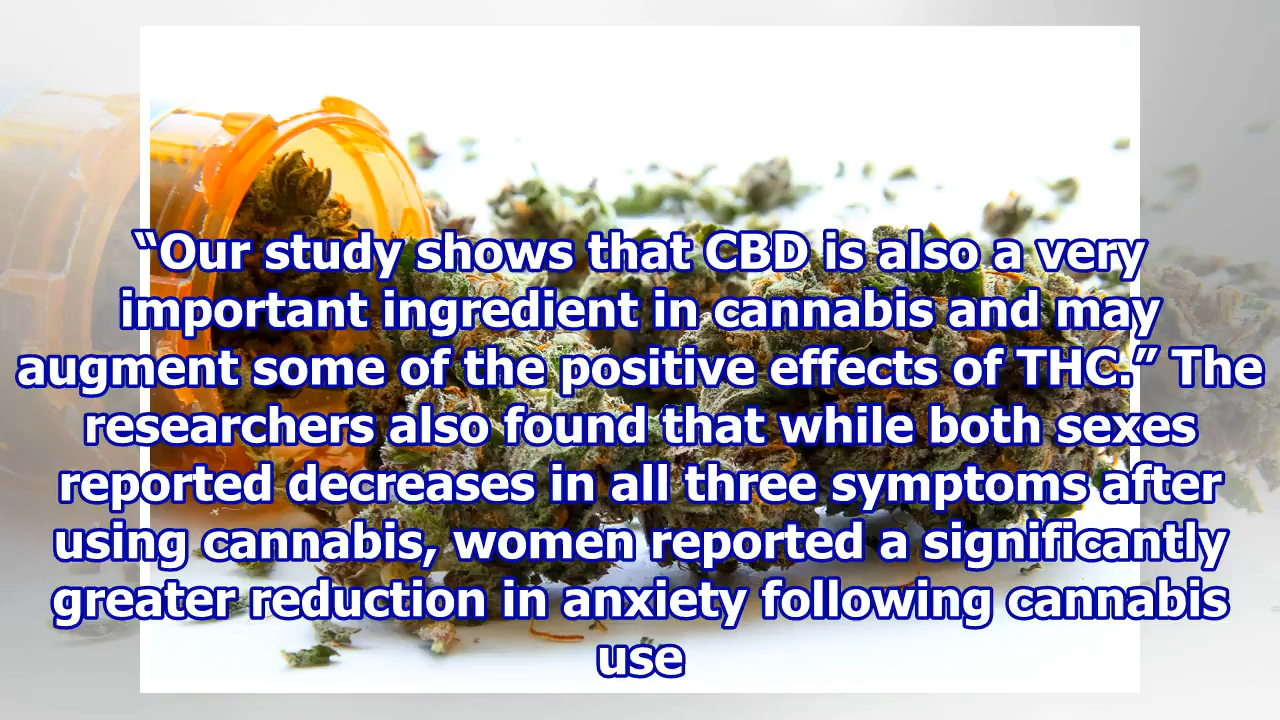 “Our study shows that CBD is also a very
important ingredient in cannabis and may
augment some of the positive effects of THC.” The
researchers also found that while both sexes
reported decreases in all three symptoms after
using cannabis, women reported a significantly
greater reduction in anxiety following cannabis
use